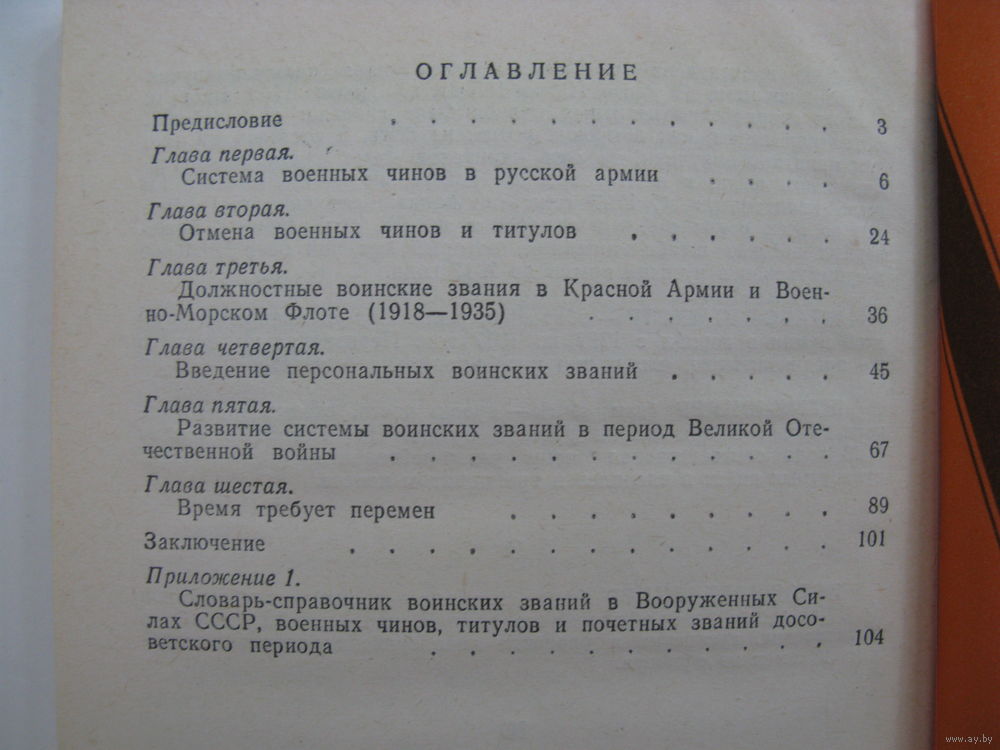 ОГЛАВЛЕНИЕ
Предисловие . . . . . . . . . . . . 3
Глава первая.
Система военных чинов в русской армии . . . . 6
Глава вторая.
Отмена военных чинов и титулов . . . . . . 24
Глава третья.
Должностные воинские звания в Красной Армии и Воен-
но-Морском Флоте (1918—1935) . . . . . . . 36
Глава четвертая.
Введение персональных воинских званий . . . . . 45
Глава пятая.
Развитие системы воинских званий в период Великой Оте-
чественной войны . . . . . . . . . . . . 67
Глава шестая.
Время требует перемен . . . . . . . . . 89
Заключение . . . . . . . . . . . . . 101
Приложение 1.
Словарь-справочник воинских званий в Вооруженных Си-
лах СССР, военных чинов, титулов и почетных званий досо-
ветского периода . . . . . . . . . . . 104
www.ay.by